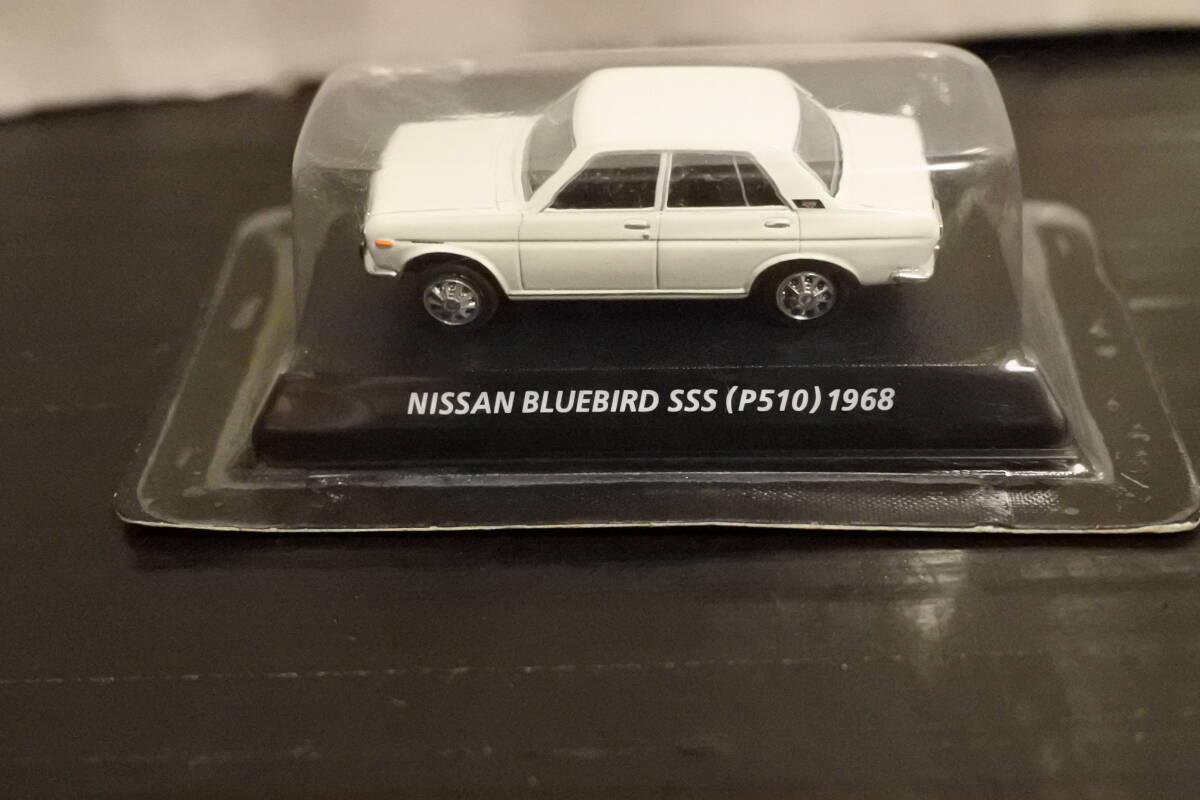 NISSAN BLUEBIRD SSS (P510) 1968